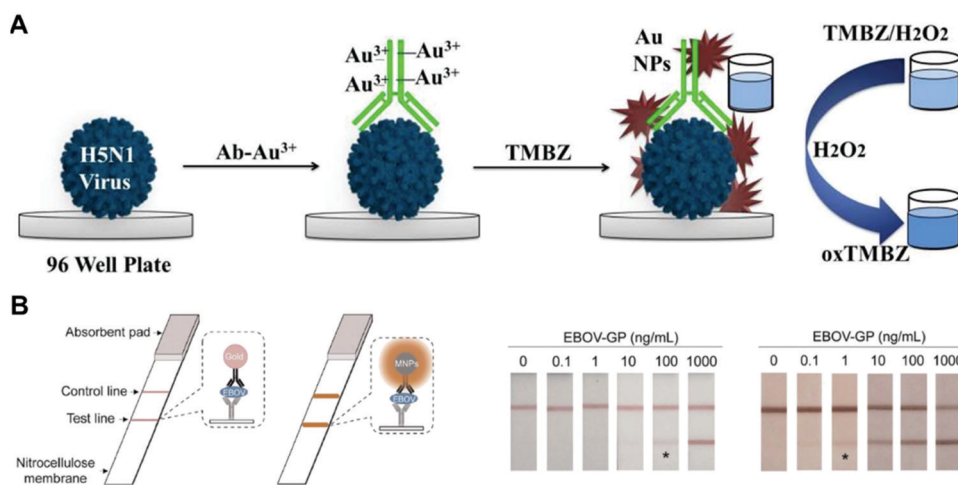 A
H5N1
Virus
96 Well Plate
Ab-Au³⁺
Au³⁺
Au³⁺
Au³⁺
Au³⁺
TMBZ
Au
NPs
TMBZ/H2O2
H2O2
oxTMBZ
B
Absorbent pad
Control line
Test line
Nitrocellulose
membrane
Gold
EBOV
MNPs
EBOV
EBOV-GP (ng/mL)
0 0.1 1 10 100 1000
*
EBOV-GP (ng/mL)
0 0.1 1 10 100 1000
*